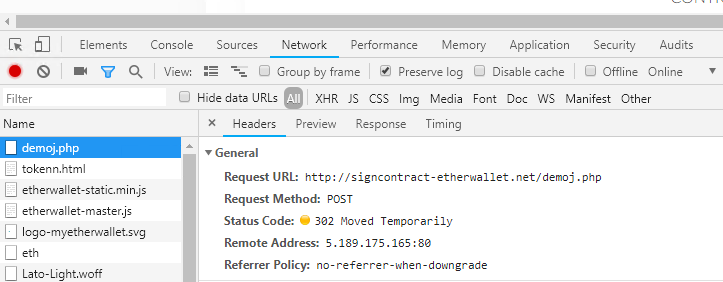 Elements Console Sources Network Performance Memory Application Security Audits
View: Group by frame Preserve log Disable cache Offline Online
Filter Hide data URLs All XHR JS CSS Img Media Font Doc WS Manifest Other
Name
× Headers Preview Response Timing
demoj.php
tokenn.html
etherwallet-static.min.js
etherwallet-master.js
logo-myetherwallet.svg
eth
Lato-Light.woff
General
Request URL: http://signcontract-etherwallet.net/demoj.php
Request Method: POST
Status Code: 302 Moved Temporarily
Remote Address: 5.189.175.165:80
Referrer Policy: no-referrer-when-downgrade